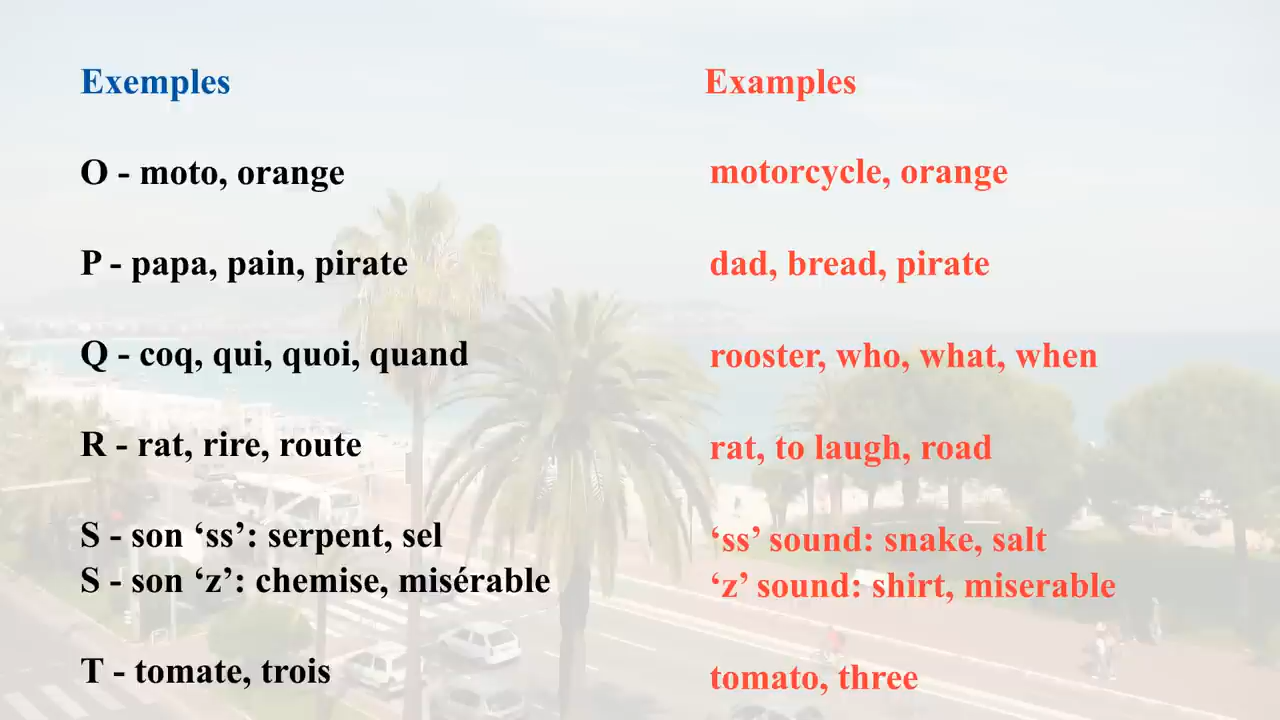 Exemples
Examples
O - moto, orange
motorcycle, orange
P - papa, pain, pirate
dad, bread, pirate
Q - coq, qui, quoi, quand
rooster, who, what, when
R - rat, rire, route
rat, to laugh, road
S - son ‘ss’: serpent, sel
‘ss’ sound: snake, salt
S - son ‘z’: chemise, misérable
‘z’ sound: shirt, miserable
T - tomate, trois
tomato, three